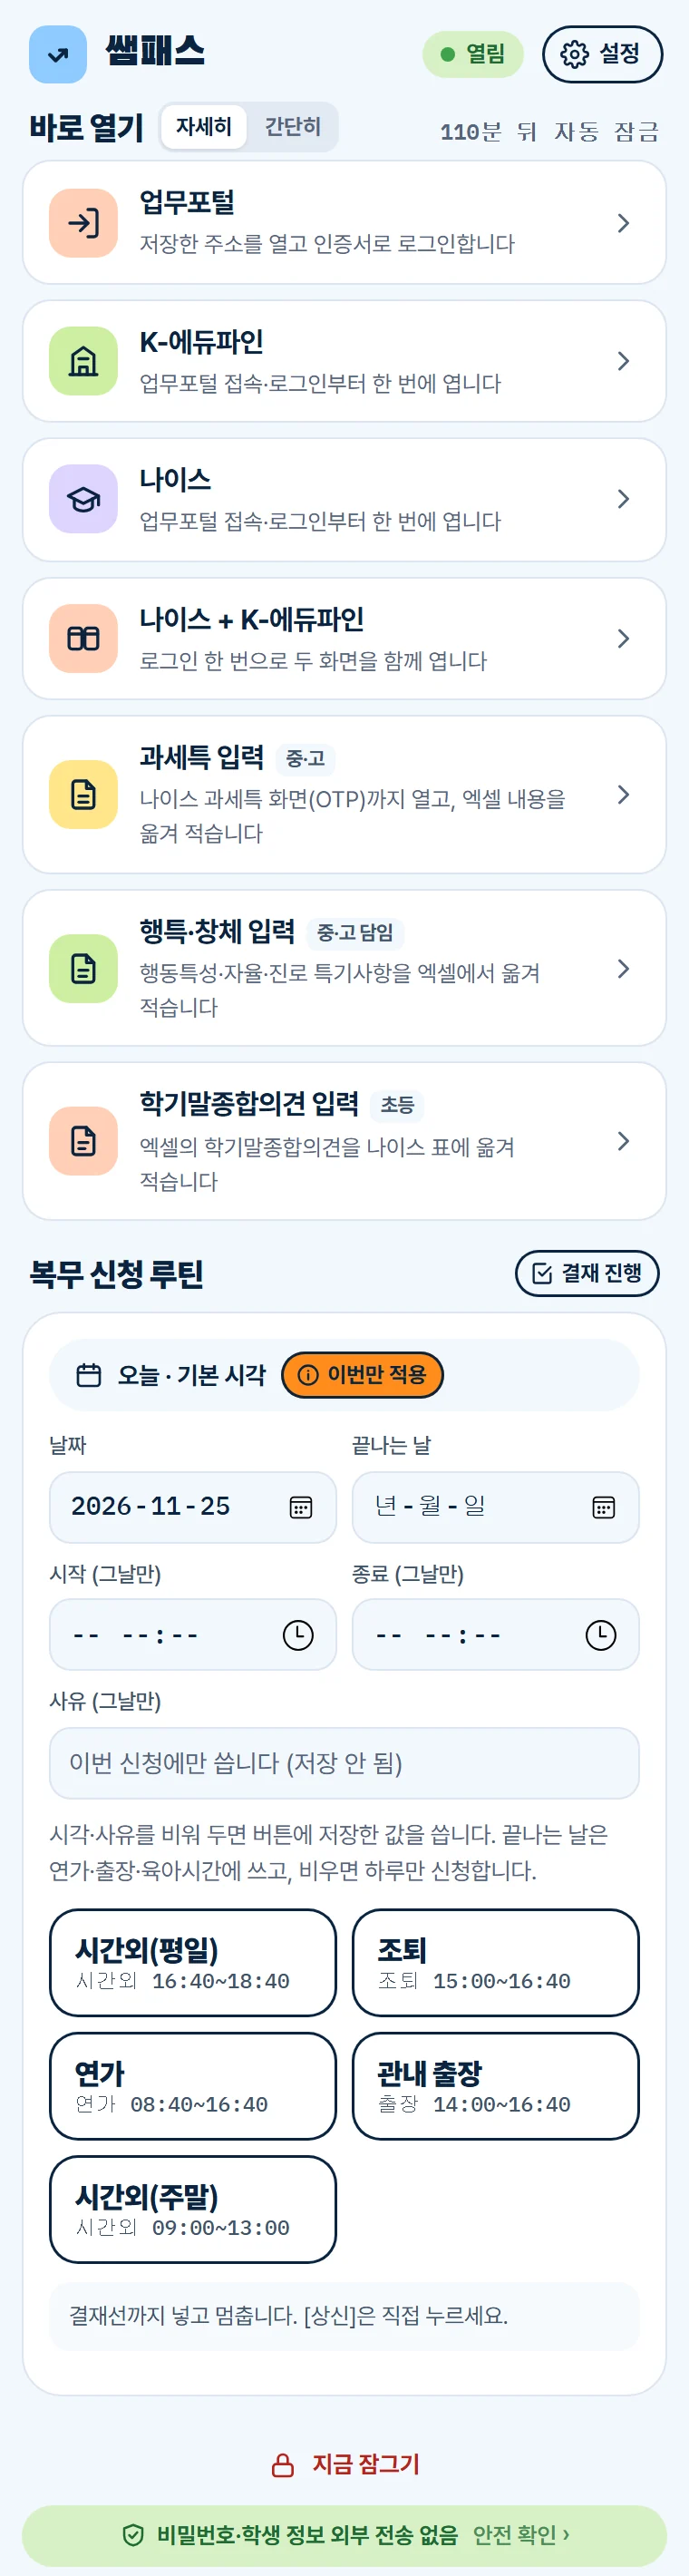 쌤패스
열림
설정
바로 열기
자세히
간단히
110분 뒤 자동 잠금
업무포털
저장한 주소를 열고 인증서로 로그인합니다
K-에듀파인
업무포털 접속·로그인부터 한 번에 엽니다
나이스
업무포털 접속·로그인부터 한 번에 엽니다
나이스 + K-에듀파인
로그인 한 번으로 두 화면을 함께 엽니다
과세특 입력 중·고
나이스 과세특 화면(OTP)까지 열고, 엑셀 내용을
옮겨 적습니다
행특·창체 입력 중·고 담임
행동특성·자율·진로 특기사항을 엑셀에서 옮겨
적습니다
학기말종합의견 입력 초등
엑셀의 학기말종합의견을 나이스 표에 옮겨
적습니다
복무 신청 루틴
결재 진행
오늘 · 기본 시각
이번만 적용
날짜
끝나는 날
2026-11-25
년-월-일
시작 (그날만)
종료 (그날만)
-- --:--
-- --:--
사유 (그날만)
이번 신청에만 씁니다 (저장 안 됨)
시각·사유를 비워 두면 버튼에 저장한 값을 씁니다. 끝나는 날은
연가·출장·육아시간에 쓰고, 비우면 하루만 신청합니다.
시간외(평일)
시간외 16:40~18:40
조퇴
조퇴 15:00~16:40
연가
연가 08:40~16:40
관내 출장
출장 14:00~16:40
시간외(주말)
시간외 09:00~13:00
결재선까지 넣고 멈춥니다. [상신]은 직접 누르세요.
지금 잠그기
비밀번호·학생 정보 외부 전송 없음 안전 확인 ›